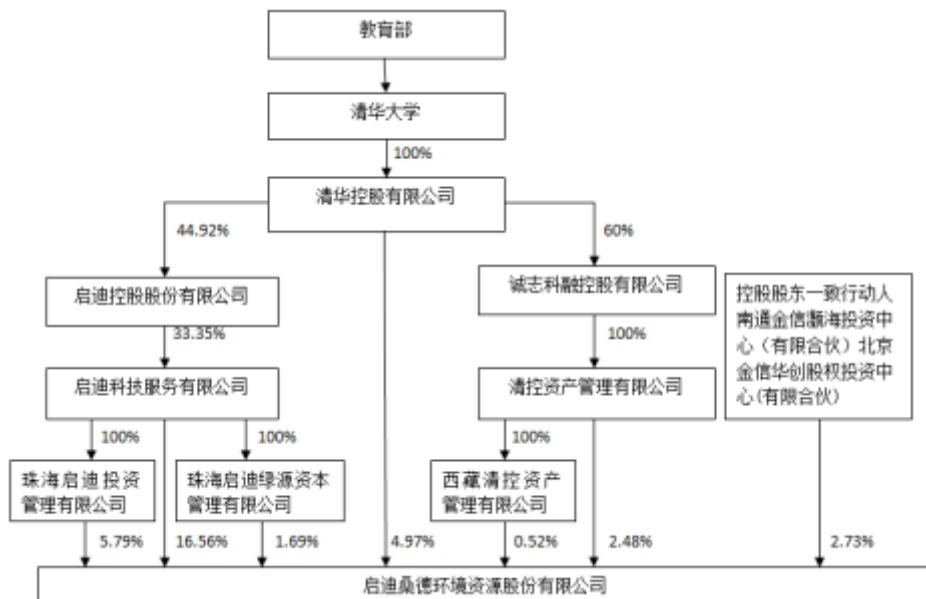 教育部
清华大学
100%
清华控股有限公司
44.92%
60%
启迪控股股份有限公司
诚志科融控股有限公司
控股股东一致行动人
南通金信灏海投资中
心（有限合伙）北京
金信华创股权投资中
心(有限合伙)
33.35%
100%
启迪科技服务有限公司
清控资产管理有限公司
100%
100%
100%
珠海启迪投资
管理有限公司
珠海启迪绿源资本
管理有限公司
西藏清控资产
管理有限公司
5.79%
16.56%
1.69%
4.97%
0.52%
2.48%
2.73%
启迪桑德环境资源股份有限公司